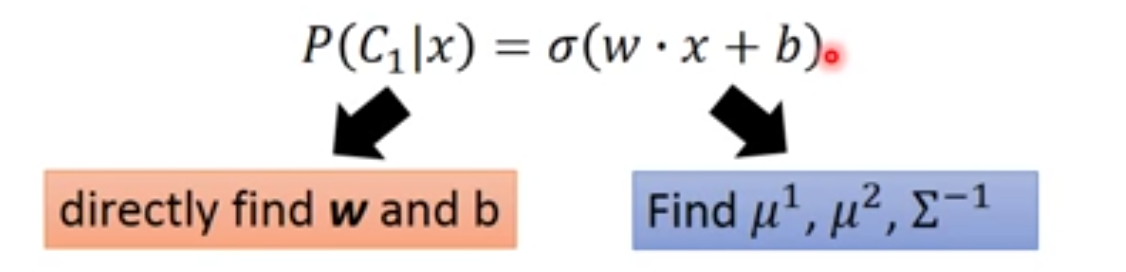 P(C₁|x) = σ(w · x + b)
directly find w and b
Find μ¹, μ², Σ⁻¹